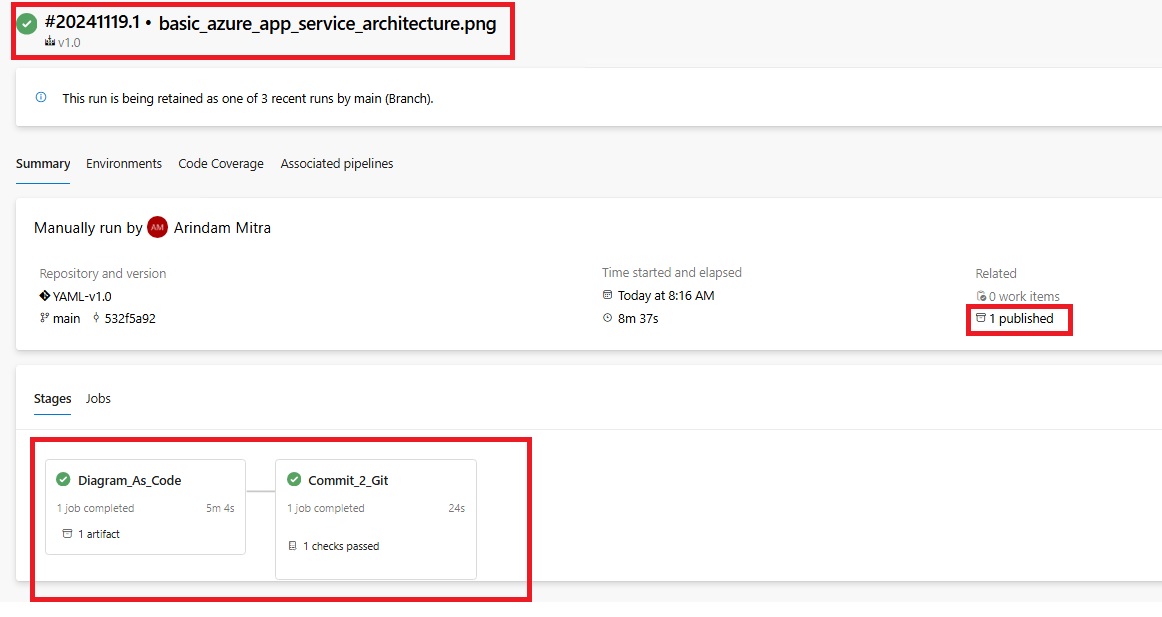 #20241119.1 • basic_azure_app_service_architecture.png
v1.0
This run is being retained as one of 3 recent runs by main (Branch).
Summary Environments Code Coverage Associated pipelines
Manually run by AM Arindam Mitra
Repository and version Time started and elapsed Related
YAML-v1.0 Today at 8:16 AM 0 work items
main 532f5a92 8m 37s 1 published
Stages Jobs
Diagram_As_Code Commit_2_Git
1 job completed 5m 4s 1 job completed 24s
1 artifact
1 checks passed